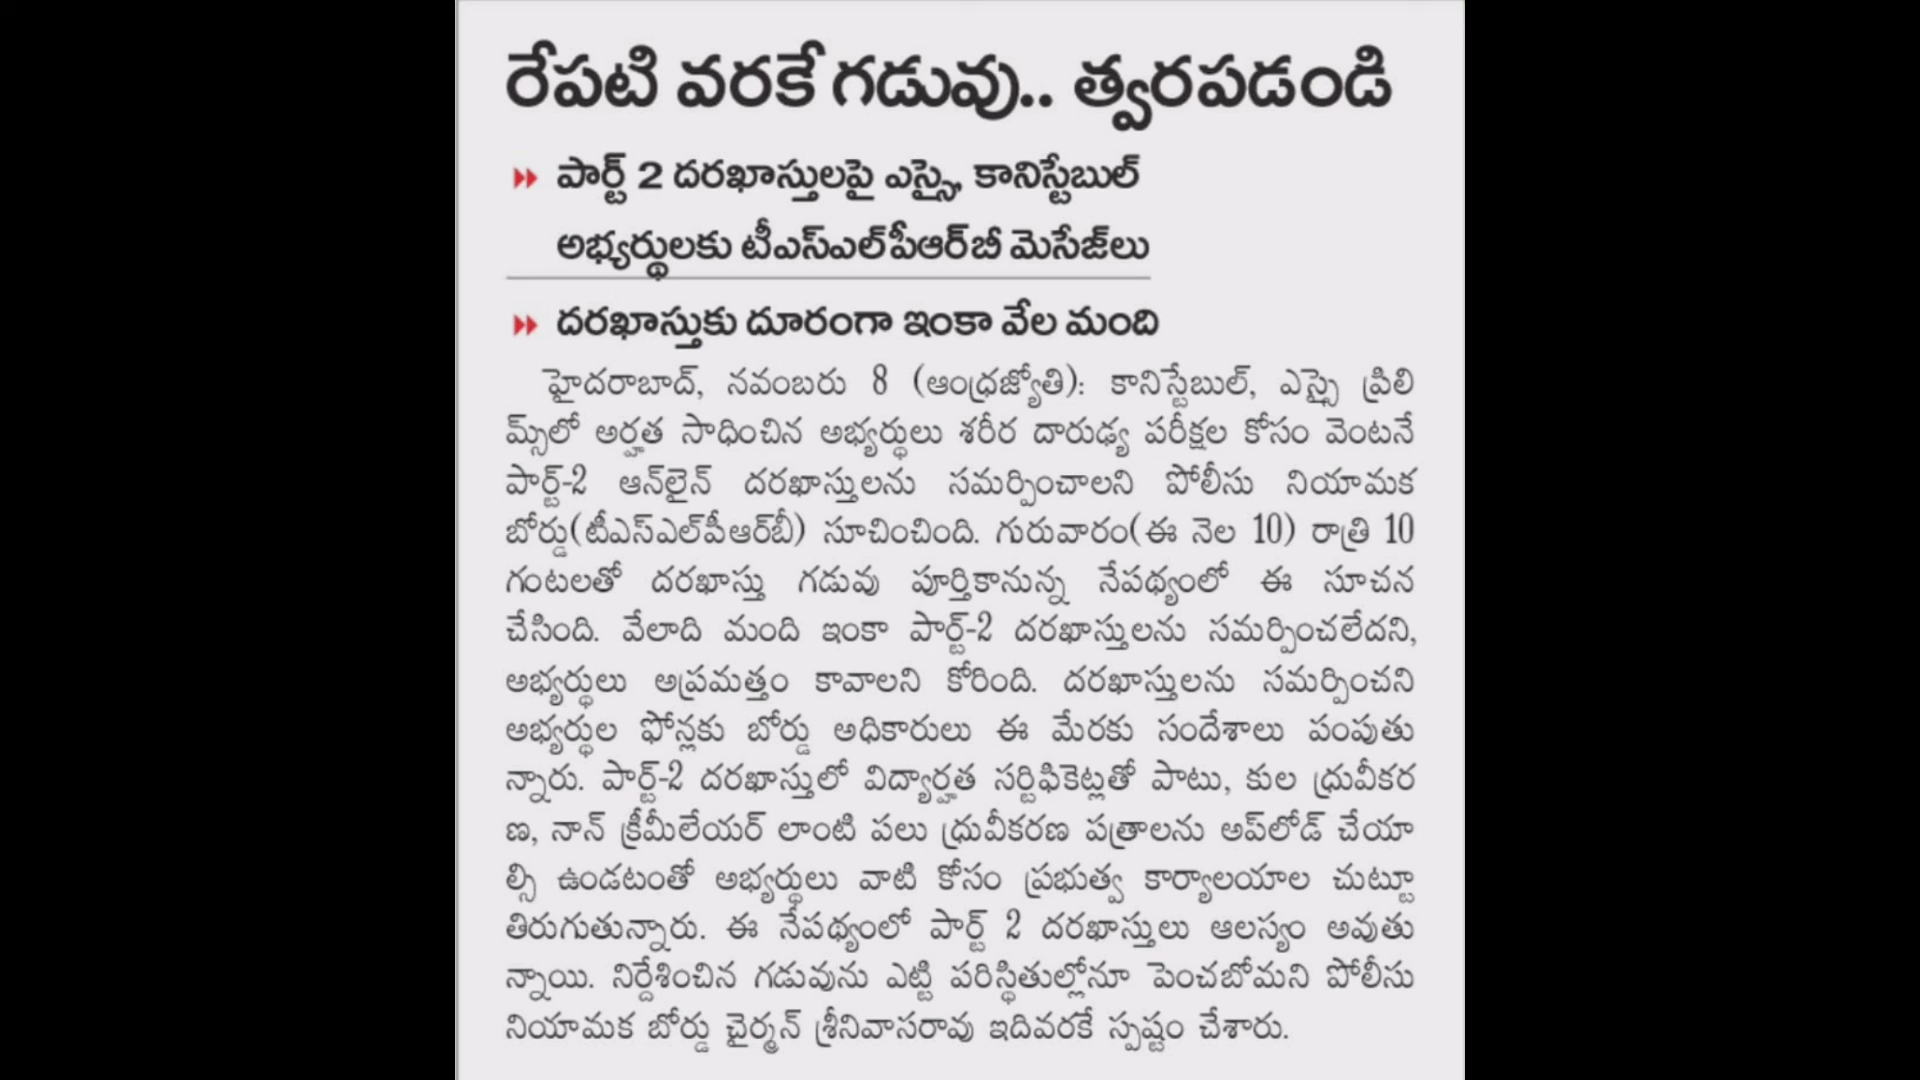 రేపటి వరకే గడువు.. త్వరపడండి
పార్ట్ 2 దరఖాస్తులపై ఎస్సై, కానిస్టేబుల్
అభ్యర్థులకు టీఎస్ఎల్‌పీఆర్‌బీ మెసేజ్‌లు
దరఖాస్తుకు దూరంగా ఇంకా వేల మంది
హైదరాబాద్, నవంబరు 8 (ఆంధ్రజ్యోతి): కానిస్టేబుల్, ఎస్సై ప్రిలి
మ్స్‌లో అర్హత సాధించిన అభ్యర్థులు శరీర దారుఢ్య పరీక్షల కోసం వెంటనే
పార్ట్-2 ఆన్‌లైన్ దరఖాస్తులను సమర్పించాలని పోలీసు నియామక
బోర్డు(టీఎస్ఎల్‌పీఆర్‌బీ) సూచించింది. గురువారం(ఈ నెల 10) రాత్రి 10
గంటలతో దరఖాస్తు గడువు పూర్తికానున్న నేపథ్యంలో ఈ సూచన
చేసింది. వేలాది మంది ఇంకా పార్ట్-2 దరఖాస్తులను సమర్పించలేదని,
అభ్యర్థులు అప్రమత్తం కావాలని కోరింది. దరఖాస్తులను సమర్పించని
అభ్యర్థుల ఫోన్లకు బోర్డు అధికారులు ఈ మేరకు సందేశాలు పంపుతు
న్నారు. పార్ట్-2 దరఖాస్తులో విద్యార్హత సర్టిఫికెట్లతో పాటు, కుల ధ్రువీకర
ణ, నాన్ క్రీమీలేయర్ లాంటి పలు ధ్రువీకరణ పత్రాలను అప్‌లోడ్ చేయా
ల్సి ఉండటంతో అభ్యర్థులు వాటి కోసం ప్రభుత్వ కార్యాలయాల చుట్టూ
తిరుగుతున్నారు. ఈ నేపథ్యంలో పార్ట్ 2 దరఖాస్తులు ఆలస్యం అవుతు
న్నాయి. నిర్దేశించిన గడువును ఎట్టి పరిస్థితుల్లోనూ పెంచబోమని పోలీసు
నియామక బోర్డు చైర్మన్ శ్రీనివాసరావు ఇదివరకే స్పష్టం చేశారు.